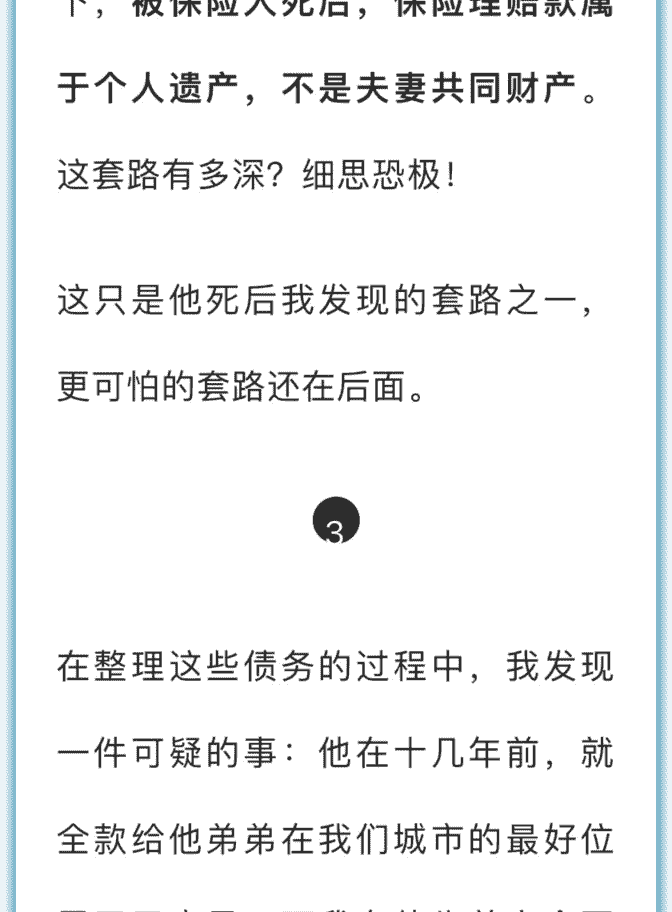 下，被保险人死后，保险理赔款属
于个人遗产，不是夫妻共同财产。
这套路有多深？细思恐极！
这只是他死后我发现的套路之一，
更可怕的套路还在后面。
3
在整理这些债务的过程中，我发现
一件可疑的事：他在十几年前，就
全款给他弟弟在我们城市的最好位